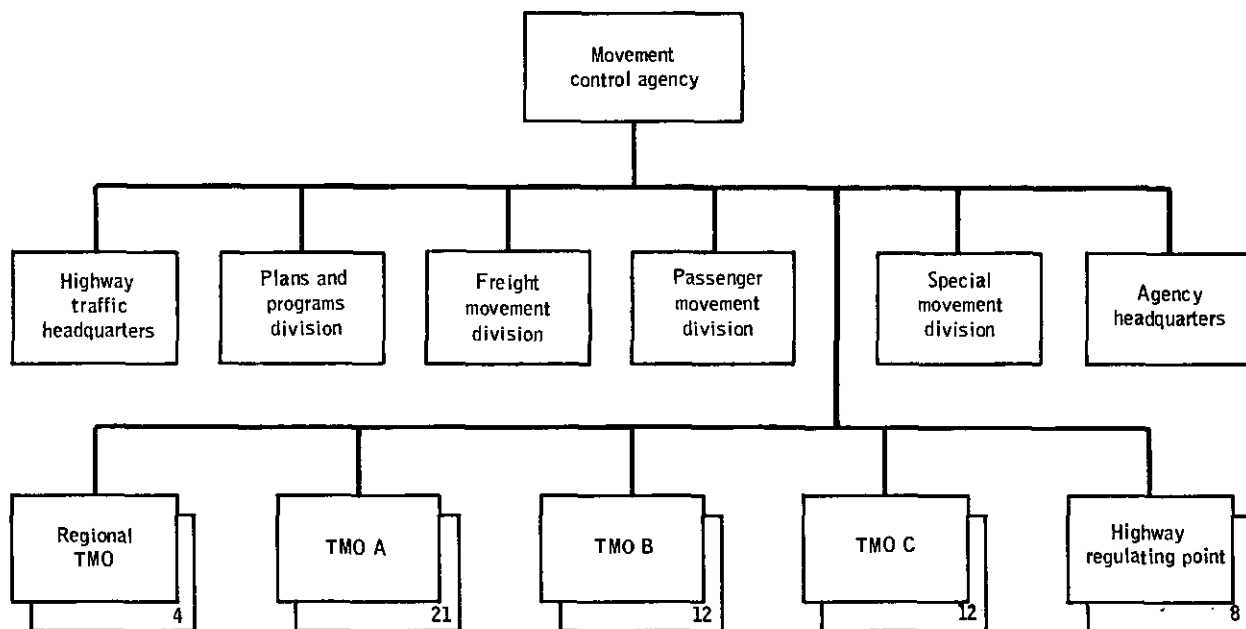 Movement
control agency
Highway
traffic
headquarters
Plans and
programs
division
Freight
movement
division
Passenger
movement
division
Special
movement
division
Agency
headquarters
Regional
TMO
4
TMO A
21
TMO B
12
TMO C
12
Highway
regulating point
8